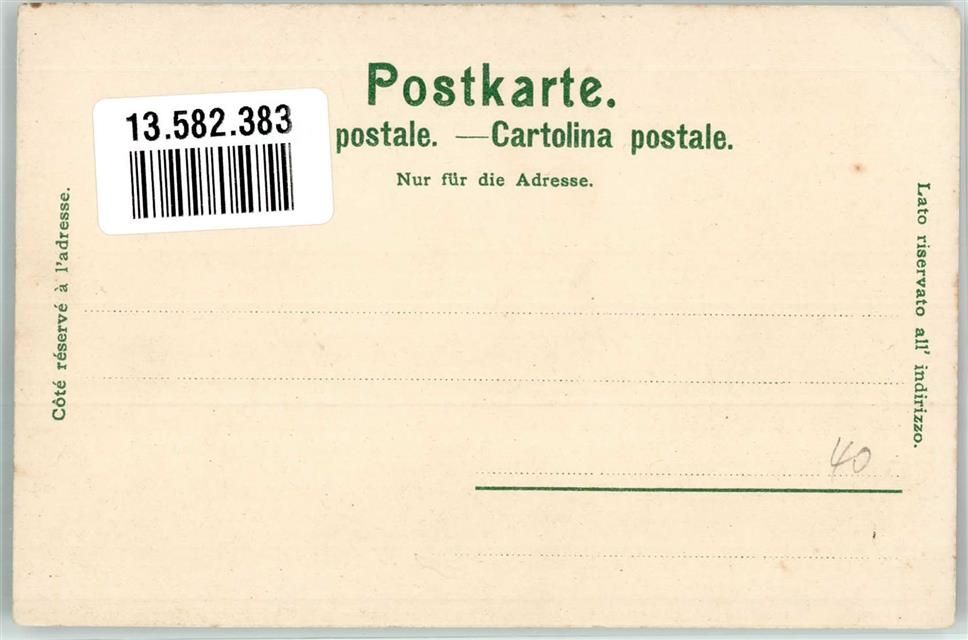 Postkarte.
13.582.383
postale. — Cartolina postale.
Nur für die Adresse.
Côté réservé à l'adresse.
Lato riservato all' indirizzo.
40